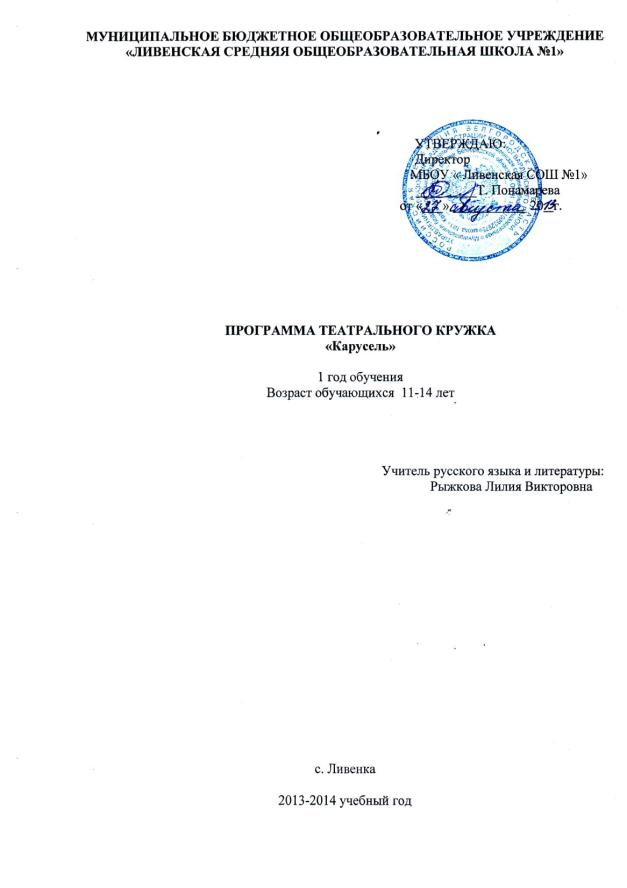 МУНИЦИПАЛЬНОЕ БЮДЖЕТНОЕ ОБЩЕОБРАЗОВАТЕЛЬНОЕ УЧРЕЖДЕНИЕ
«ЛИВЕНСКАЯ СРЕДНЯЯ ОБЩЕОБРАЗОВАТЕЛЬНАЯ ШКОЛА №1»
УТВЕРЖДАЮ:
Директор
МБОУ « Ливенская СОШ №1»
Т. Понамарева
от «27» августа 2013г.
ПРОГРАММА ТЕАТРАЛЬНОГО КРУЖКА
«Карусель»
1 год обучения
Возраст обучающихся 11-14 лет
Учитель русского языка и литературы:
Рыжкова Лилия Викторовна
с. Ливенка
2013-2014 учебный год